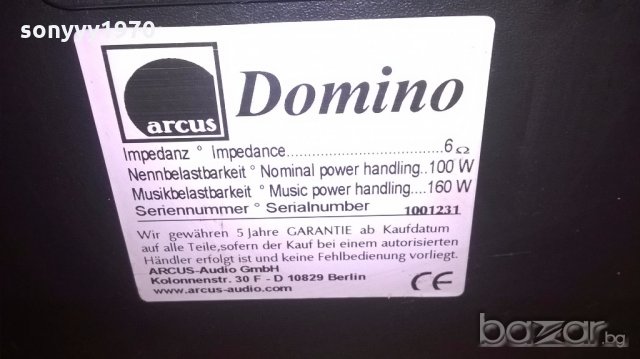 sonyvy1970
arcus
Domino
Impedanz ° Impedance....................................6Ω
Nennbelastbarkeit ° Nominal power handling..100 W
Musikbelastbarkeit ° Music power handling....160 W
Seriennummer ° Serialnumber 1001231
Wir gewähren 5 Jahre GARANTIE ab Kaufdatum
auf alle Teile,sofern der Kauf bei einem autorisierten
Händler erfolgt ist und keine Fehlbedienung vorliegt.
ARCUS-Audio GmbH
Kolonnenstr. 30 F - D 10829 Berlin
www.arcus-audio.com
CE
bazar.bg